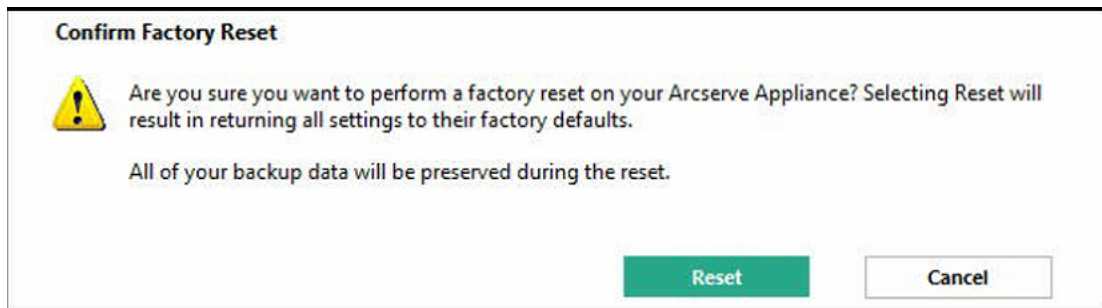 Confirm Factory Reset
Are you sure you want to perform a factory reset on your Arcserve Appliance? Selecting Reset will
result in returning all settings to their factory defaults.
All of your backup data will be preserved during the reset.
Reset
Cancel